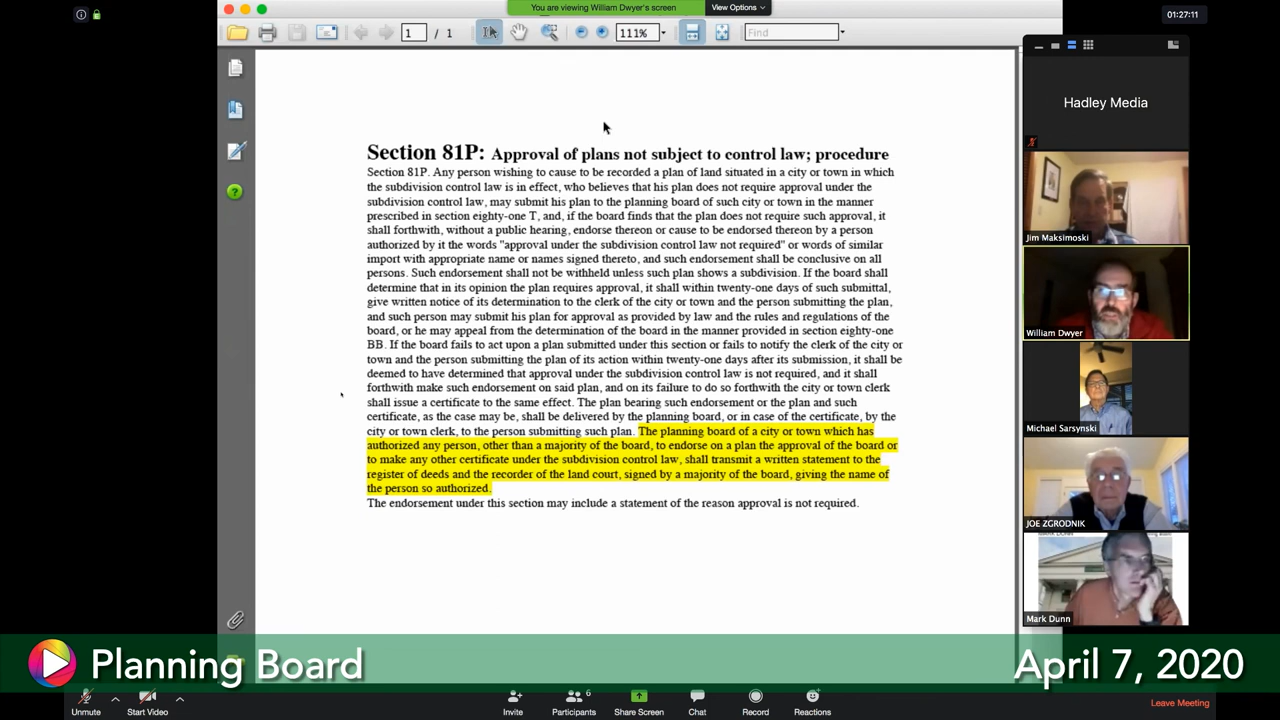 You are viewing William Dwyer's screen
View Options
01:27:11
1 / 1
111%
Find
Hadley Media
Section 81P: Approval of plans not subject to control law; procedure
Section 81P. Any person wishing to cause to be recorded a plan of land situated in a city or town in which
the subdivision control law is in effect, who believes that his plan does not require approval under the
subdivision control law, may submit his plan to the planning board of such city or town in the manner
prescribed in section eighty-one T, and, if the board finds that the plan does not require such approval, it
shall forthwith, without a public hearing, endorse thereon or cause to be endorsed thereon by a person
authorized by it the words "approval under the subdivision control law not required" or words of similar
import with appropriate name or names signed thereto, and such endorsement shall be conclusive on all
persons. Such endorsement shall not be withheld unless such plan shows a subdivision. If the board shall
determine that in its opinion the plan requires approval, it shall within twenty-one days of such submittal,
give written notice of its determination to the clerk of the city or town and the person submitting the plan,
and such person may submit his plan for approval as provided by law and the rules and regulations of the
board, or he may appeal from the determination of the board in the manner provided in section eighty-one
BB. If the board fails to act upon a plan submitted under this section or fails to notify the clerk of the city or
town and the person submitting the plan of its action within twenty-one days after its submission, it shall be
deemed to have determined that approval under the subdivision control law is not required, and it shall
forthwith make such endorsement on said plan, and on its failure to do so forthwith the city or town clerk
shall issue a certificate to the same effect. The plan bearing such endorsement or the plan and such
certificate, as the case may be, shall be delivered by the planning board, or in case of the certificate, by the
city or town clerk, to the person submitting such plan. The planning board of a city or town which has
authorized any person, other than a majority of the board, to endorse on a plan the approval of the board or
to make any other certificate under the subdivision control law, shall transmit a written statement to the
register of deeds and the recorder of the land court, signed by a majority of the board, giving the name of
the person so authorized.
The endorsement under this section may include a statement of the reason approval is not required.
Jim Maksimoski
William Dwyer
Michael Sarsynski
JOE ZGRODNIK
Mark Dunn
Planning Board
April 7, 2020
Unmute
Start Video
Invite
Participants
6
Share Screen
Chat
Record
Reactions
Leave Meeting